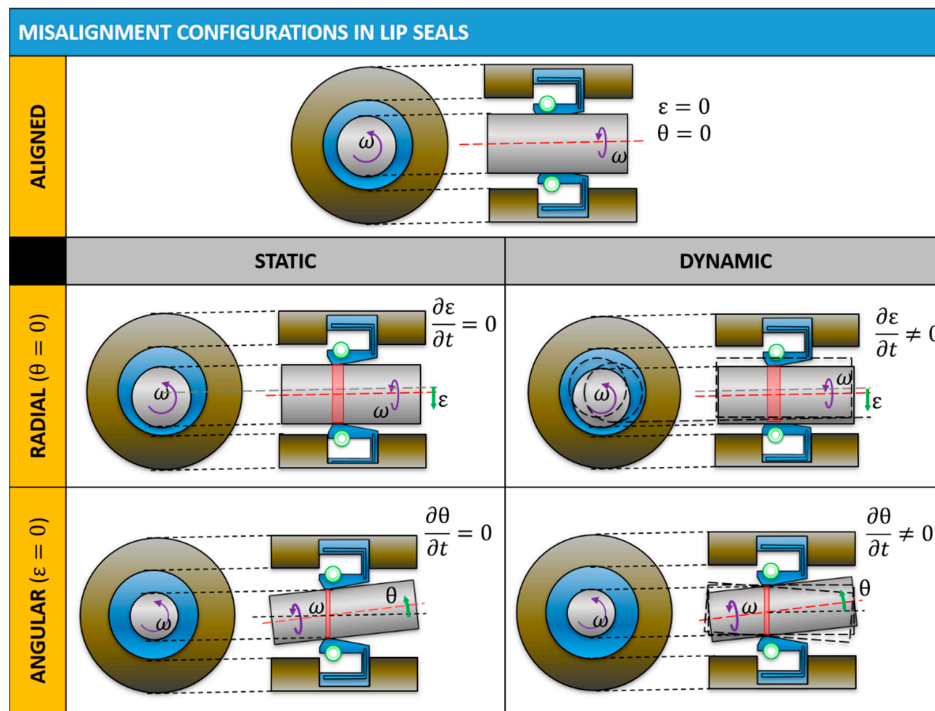 MISALIGNMENT CONFIGURATIONS IN LIP SEALS
ALIGNED
ω
ω
ε = 0
θ = 0
STATIC
DYNAMIC
RADIAL (θ = 0)
ω
ω
ε
∂ε/∂t = 0
ω
ω
ε
∂ε/∂t ≠ 0
ANGULAR (ε = 0)
ω
ω
θ
∂θ/∂t = 0
ω
ω
θ
∂θ/∂t ≠ 0